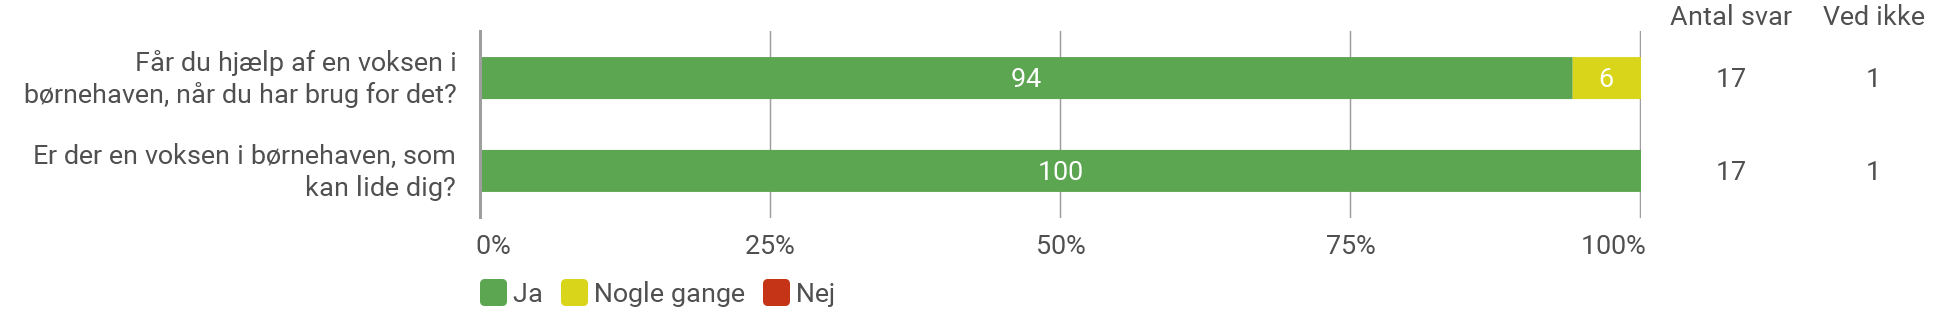 Antal svar Ved ikke
Får du hjælp af en voksen i
børnehaven, når du har brug for det?
94 6 17 1
Er der en voksen i børnehaven, som
kan lide dig?
100 17 1
0% 25% 50% 75% 100%
Ja Nogle gange Nej